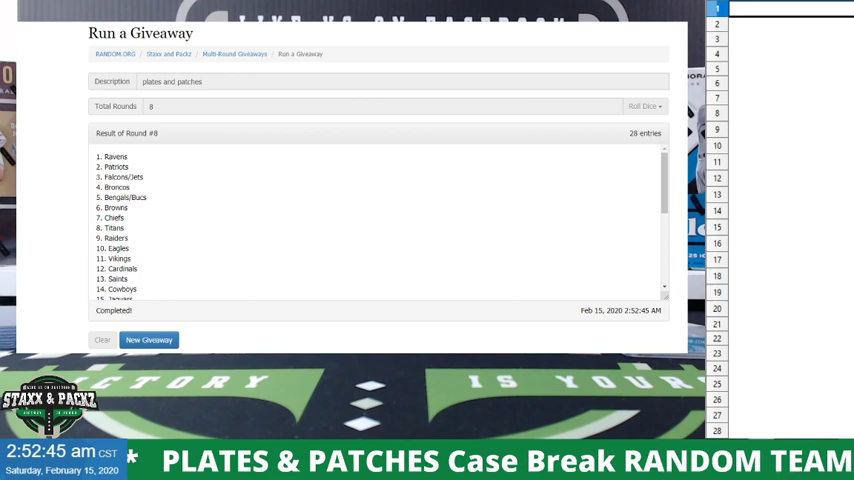 Run a Giveaway
RANDOM.ORG / Staxx and Packz / Multi-Round Giveaways / Run a Giveaway
Description plates and patches
Total Rounds 8 Roll Dice
Result of Round #8 28 entries
1. Ravens
2. Patriots
3. Falcons/Jets
4. Broncos
5. Bengals/Bucs
6. Browns
7. Chiefs
8. Titans
9. Raiders
10. Eagles
11. Vikings
12. Cardinals
13. Saints
14. Cowboys
15. Jaguars
Completed! Feb 15, 2020 2:52:45 AM
Clear New Giveaway
1
2
3
4
5
6
7
8
9
10
11
12
13
14
15
16
17
18
19
20
21
22
23
24
25
26
27
28
IS YOUR
STAXX & PACKZ
2:52:45 am CST
Saturday, February 15, 2020
* PLATES & PATCHES Case Break RANDOM TEAM